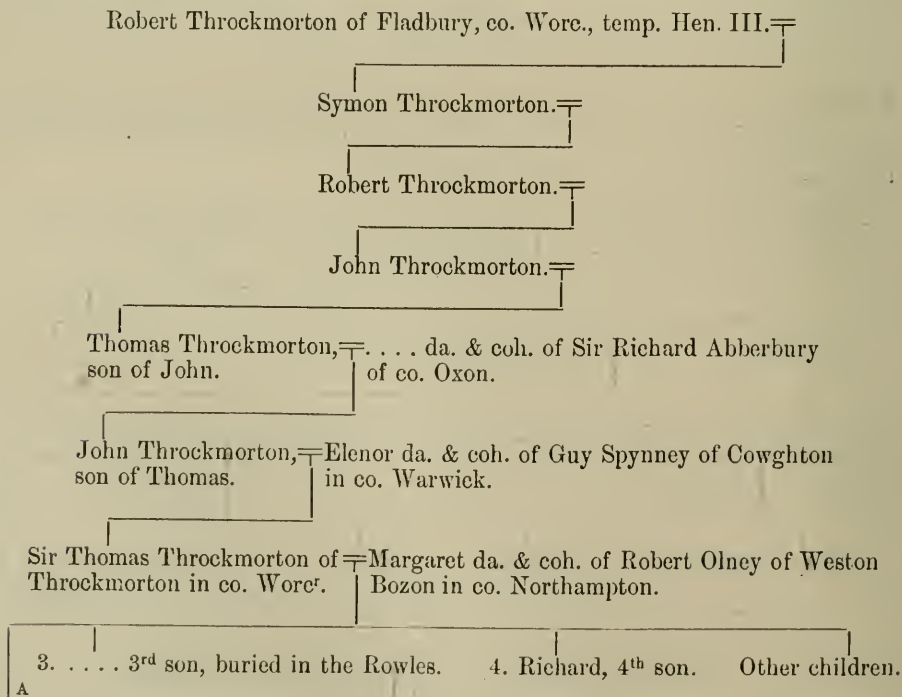 Robert Throckmorton of Fladbury, co. Worc., temp. Hen. III.
Symon Throckmorton.
Robert Throckmorton.
John Throckmorton.
Thomas Throckmorton, . . . . da. & coh. of Sir Richard Abberbury
son of John. of co. Oxon.
John Throckmorton, Elenor da. & coh. of Guy Spynney of Cowghton
son of Thomas. in co. Warwick.
Sir Thomas Throckmorton of Margaret da. & coh. of Robert Olney of Weston
Throckmorton in co. Worcʳ. Bozon in co. Northampton.
3. . . . . 3ʳᵈ son, buried in the Rowles. 4. Richard, 4ᵗʰ son. Other children.
A